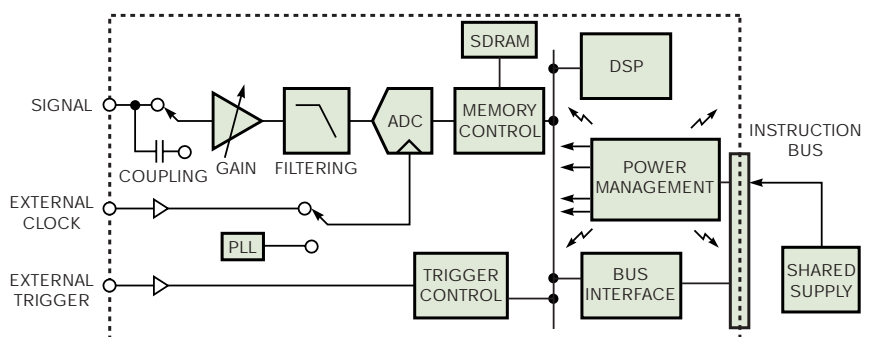 SDRAM
DSP
SIGNAL
ADC
MEMORY
CONTROL
INSTRUCTION
BUS
COUPLING
GAIN
FILTERING
POWER
MANAGEMENT
EXTERNAL
CLOCK
PLL
EXTERNAL
TRIGGER
TRIGGER
CONTROL
BUS
INTERFACE
SHARED
SUPPLY